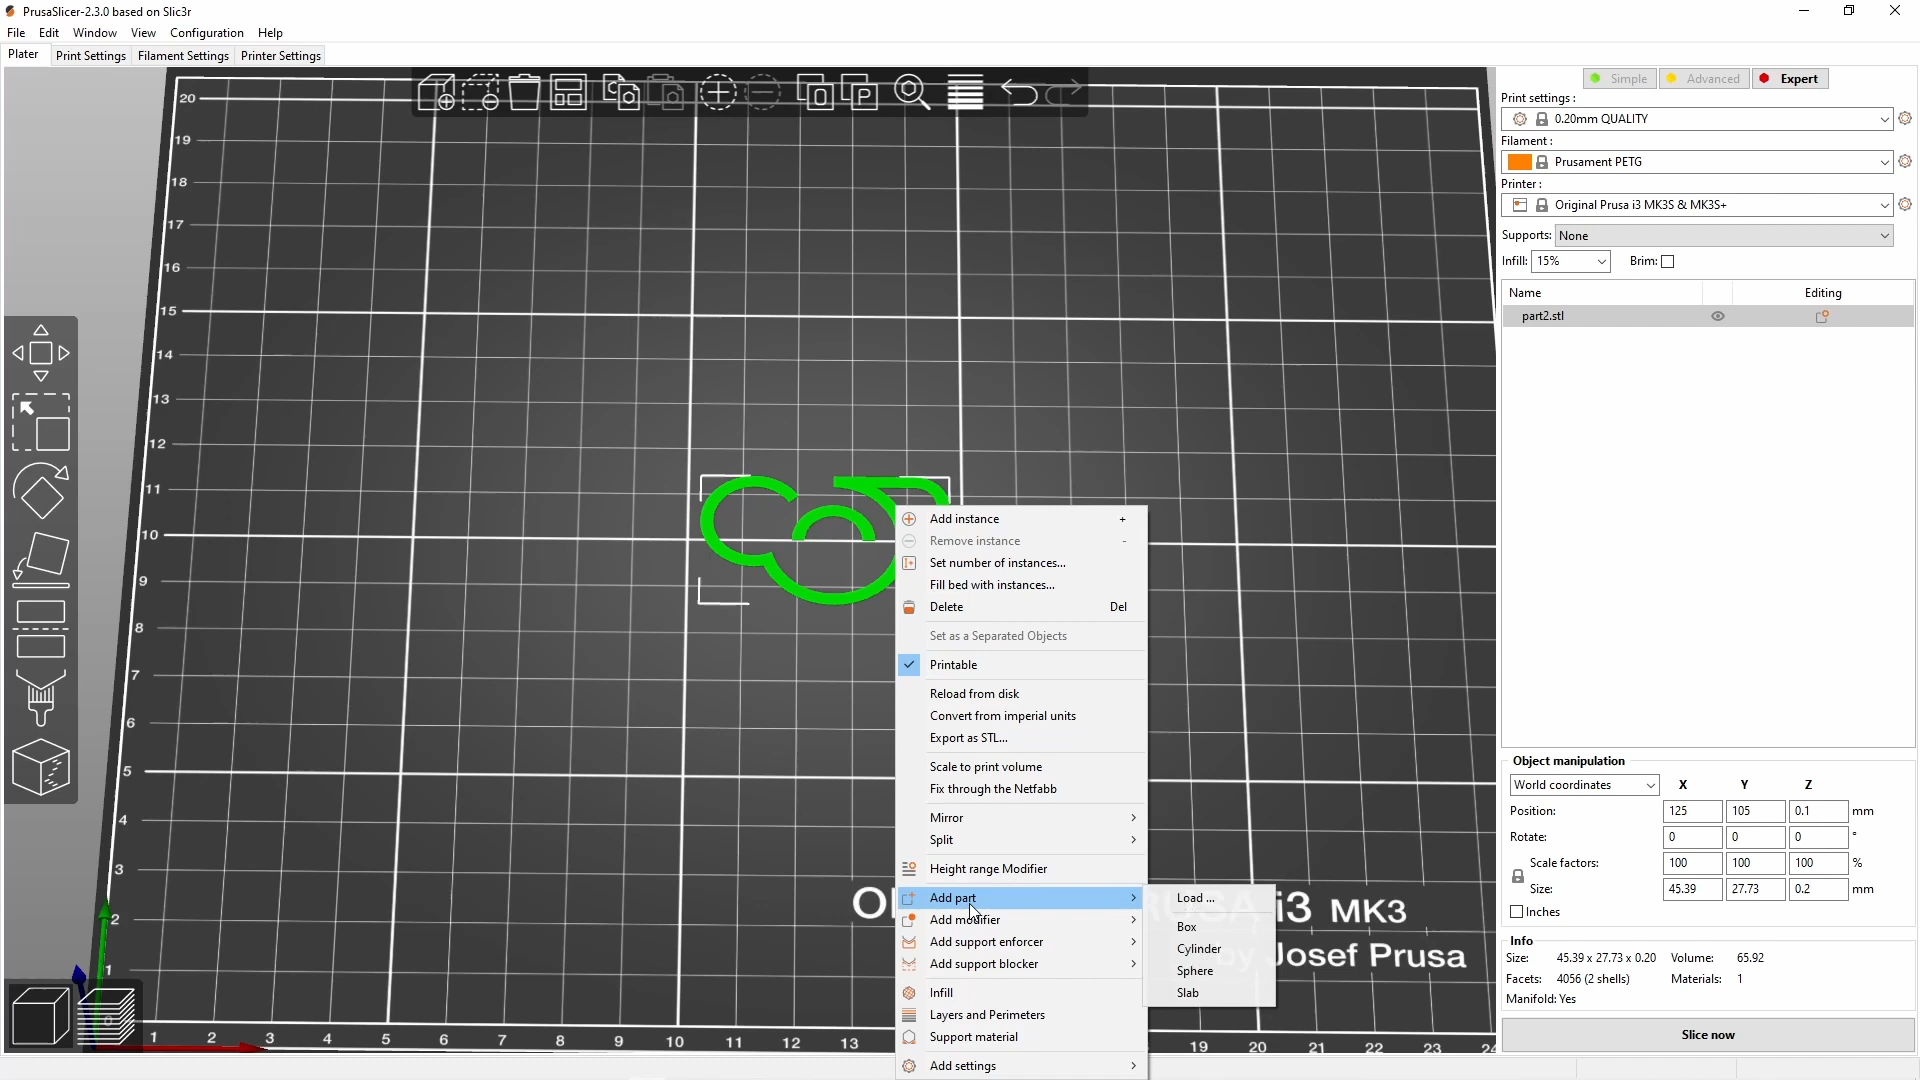 PrusaSlicer-2.3.0 based on Slic3r
File Edit Window View Configuration Help
Plater Print Settings Filament Settings Printer Settings
Simple Advanced Expert
Print settings :
0.20mm QUALITY
Filament :
Prusament PETG
Printer :
Original Prusa i3 MK3S & MK3S+
Supports: None
Infill: 15% Brim:
Name Editing
part2.stl
20
19
18
17
16
15
14
13
12
11
10
9
8
7
6
5
4
3
2
1
0
1 2 3 4 5 6 7 8 9 10 11 12 13 19 20 21 22 23 24
O P
Add instance +
Remove instance -
Set number of instances...
Fill bed with instances...
Delete Del
Set as a Separated Objects
Printable
Reload from disk
Convert from imperial units
Export as STL...
Scale to print volume
Fix through the Netfabb
Mirror
Split
Height range Modifier
Add part
Add modifier
Add support enforcer
Add support blocker
Infill
Layers and Perimeters
Support material
Add settings
Load ...
Box
Cylinder
Sphere
Slab
i3 MK3
by Josef Prusa
Object manipulation
World coordinates X Y Z
Position: 125 105 0.1 mm
Rotate: 0 0 0 °
Scale factors: 100 100 100 %
Size: 45.39 27.73 0.2 mm
Inches
Info
Size: 45.39 x 27.73 x 0.20 Volume: 65.92
Facets: 4056 (2 shells) Materials: 1
Manifold: Yes
Slice now